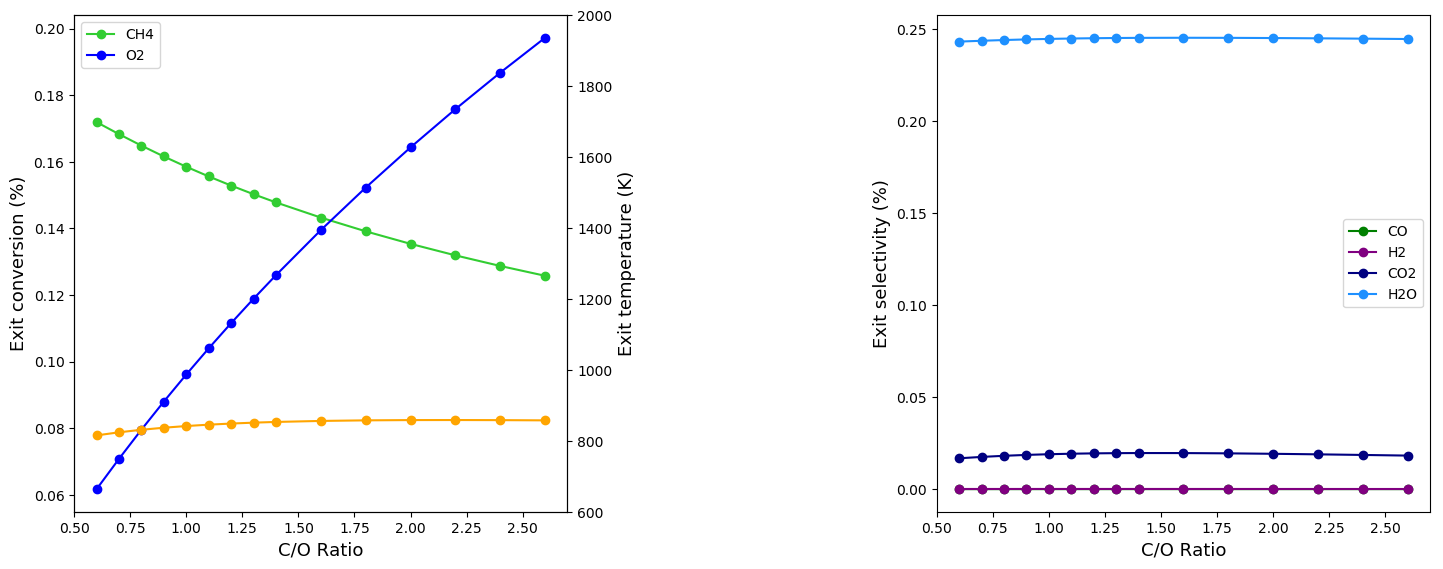 CH4
O2
0.20
0.18
0.16
0.14
0.12
0.10
0.08
0.06
Exit conversion (%)
0.50 0.75 1.00 1.25 1.50 1.75 2.00 2.25 2.50
C/O Ratio
2000
1800
1600
1400
1200
1000
800
600
Exit temperature (K)
0.25
0.20
0.15
0.10
0.05
0.00
Exit selectivity (%)
CO
H2
CO2
H2O
0.50 0.75 1.00 1.25 1.50 1.75 2.00 2.25 2.50
C/O Ratio